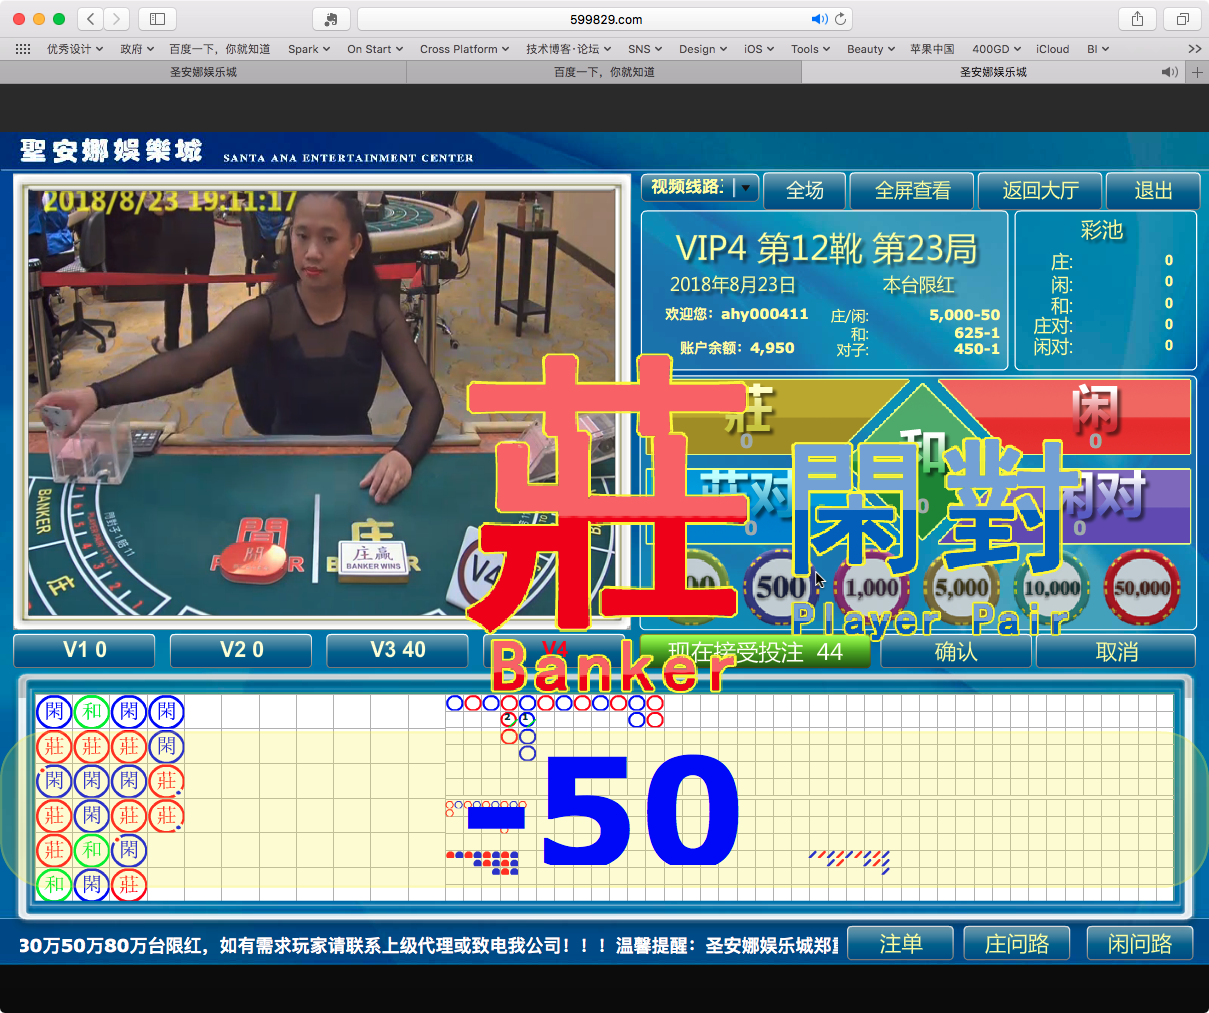 599829.com
优秀设计 政府 百度一下，你就知道 Spark On Start Cross Platform 技术博客·论坛 SNS Design iOS Tools Beauty 苹果中国 400GD iCloud BI
圣安娜娱乐城 百度一下，你就知道 圣安娜娱乐城
聖安娜娛樂城 SANTA ANA ENTERTAINMENT CENTER
2018/8/23 19:11:17
视频线路: 全场 全屏查看 返回大厅 退出
VIP4 第12靴 第23局
2018年8月23日 本台限红
欢迎您: ahy000411 庄/闲: 5,000-50
和: 625-1
账户余额: 4,950 对子: 450-1
彩池
庄: 0
闲: 0
和: 0
庄对: 0
闲对: 0
莊 0
和 0
闲 0
莊对 0
闲对 0
莊
Banker
閑對
Player Pair
500 1,000 5,000 10,000 50,000
BANKER
庄
閒
庄
庄赢
BANKER WINS
V4
V1 0 V2 0 V3 40 V4
现在接受投注 44 确认 取消
閑 和 閑 閑
莊 莊 莊 閑
閑 閑 閑 莊
莊 閑 莊 莊
莊 和 閑
和 閑 莊
2 1
-50
30万50万80万台限红，如有需求玩家请联系上级代理或致电我公司！！！温馨提醒：圣安娜娱乐城郑重
注单 庄问路 闲问路